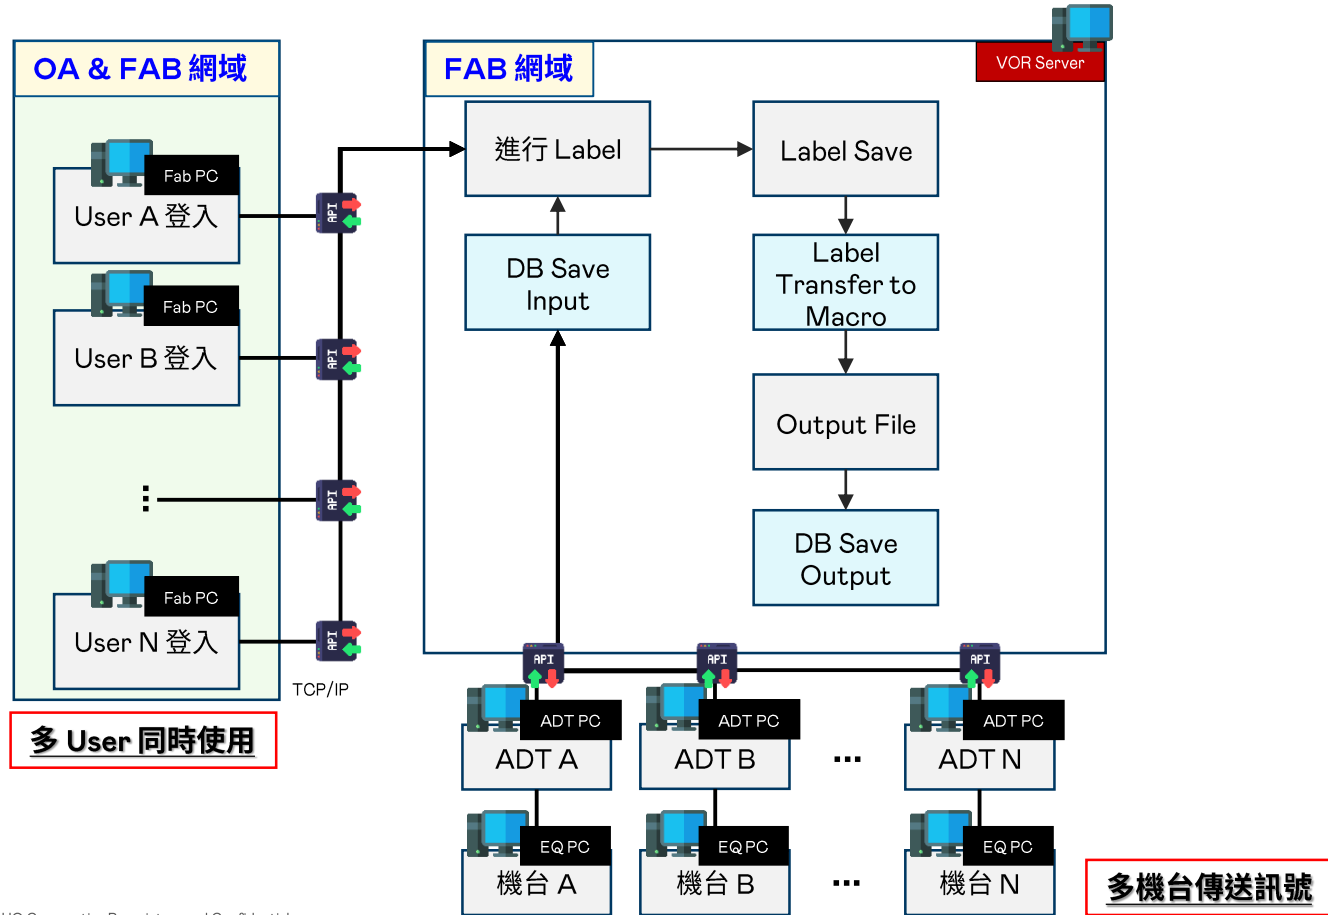 OA & FAB 網域
Fab PC
User A 登入
Fab PC
User B 登入
⋮
Fab PC
User N 登入
API
API
API
API
TCP/IP
多 User 同時使用
FAB 網域
VOR Server
進行 Label
Label Save
DB Save
Input
Label
Transfer to
Macro
Output File
DB Save
Output
API
API
API
ADT PC
ADT A
ADT PC
ADT B
...
ADT PC
ADT N
EQ PC
機台 A
EQ PC
機台 B
...
EQ PC
機台 N
多機台傳送訊號